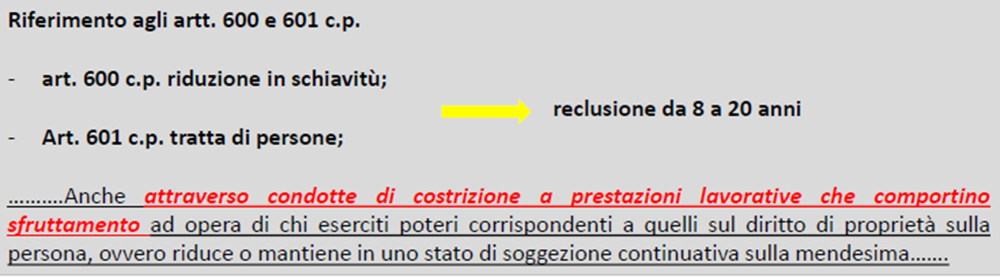 Riferimento agli artt. 600 e 601 c.p.
- art. 600 c.p. riduzione in schiavitù;
reclusione da 8 a 20 anni
- Art. 601 c.p. tratta di persone;
..........Anche attraverso condotte di costrizione a prestazioni lavorative che comportino
sfruttamento ad opera di chi eserciti poteri corrispondenti a quelli sul diritto di proprietà sulla
persona, ovvero riduce o mantiene in uno stato di soggezione continuativa sulla mendesima.......